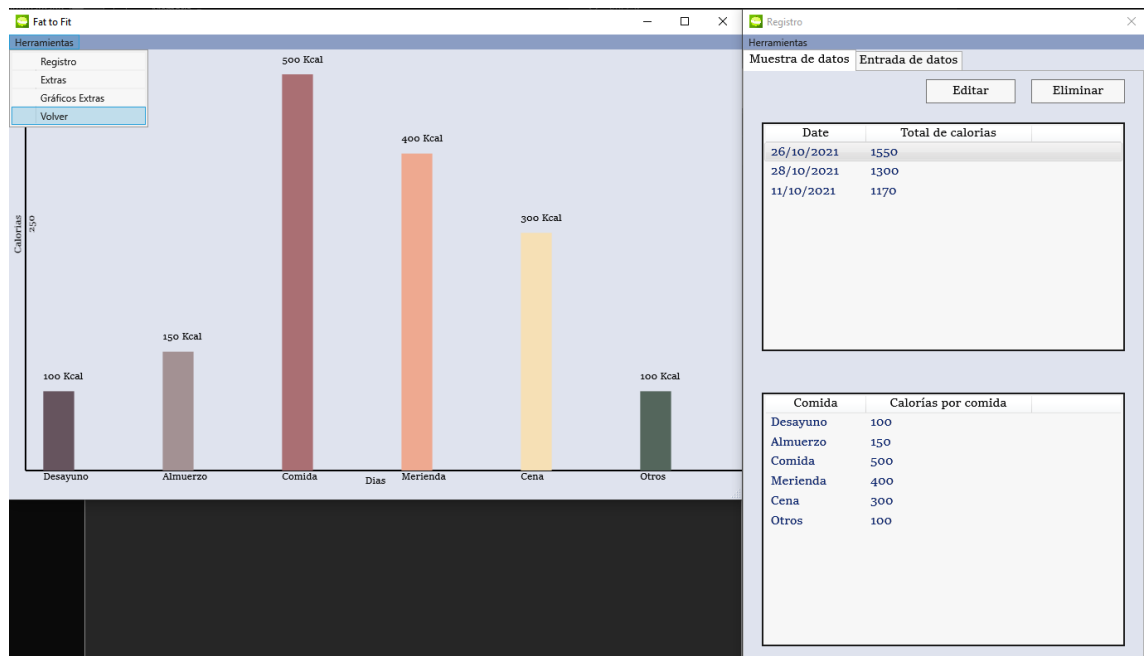 Fat to Fit
Herramientas
Registro
Extras
Gráficos Extras
Volver
500 Kcal
400 Kcal
300 Kcal
150 Kcal
100 Kcal
100 Kcal
Calorias
250
Desayuno
Almuerzo
Comida
Dias
Merienda
Cena
Otros
Registro
Herramientas
Muestra de datos Entrada de datos
Editar Eliminar
Date Total de calorias
26/10/2021 1550
28/10/2021 1300
11/10/2021 1170
Comida Calorías por comida
Desayuno 100
Almuerzo 150
Comida 500
Merienda 400
Cena 300
Otros 100